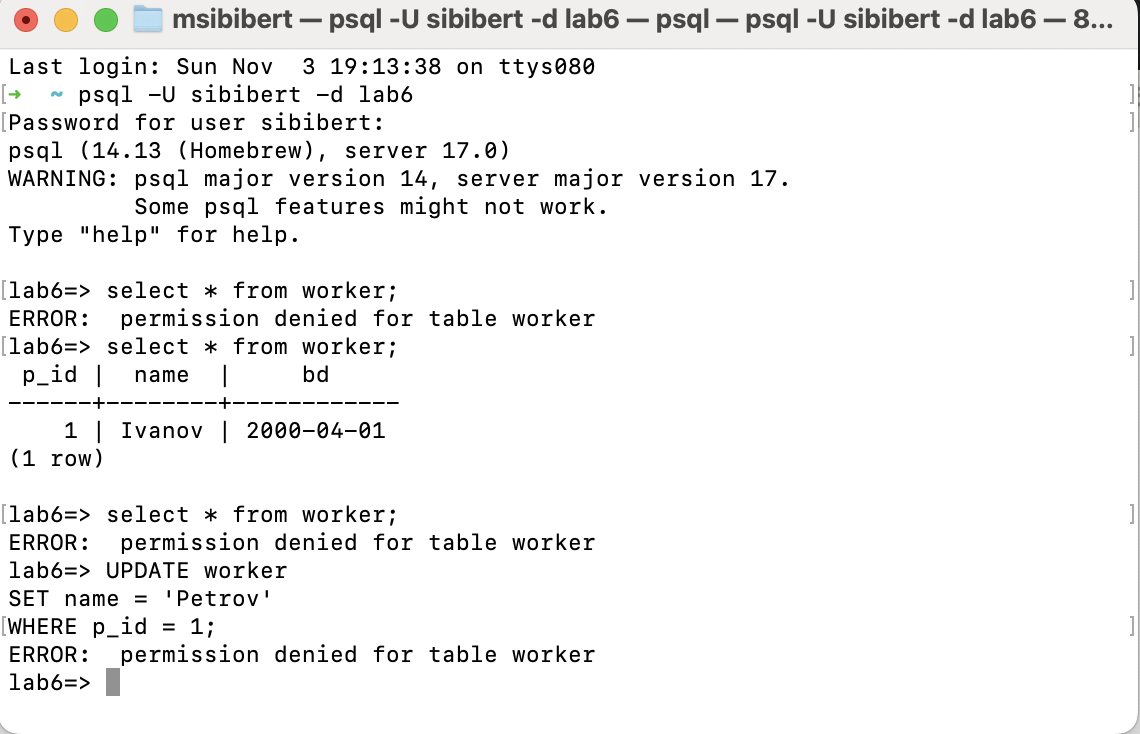 msibibert — psql -U sibibert -d lab6 — psql — psql -U sibibert -d lab6 — 8...
Last login: Sun Nov  3 19:13:38 on ttys080
[→  ~ psql -U sibibert -d lab6 ]
[Password for user sibibert: ]
psql (14.13 (Homebrew), server 17.0)
WARNING: psql major version 14, server major version 17.
         Some psql features might not work.
Type "help" for help.

[lab6=> select * from worker; ]
ERROR:  permission denied for table worker
[lab6=> select * from worker; ]
 p_id |  name  |     bd
------+--------+------------
    1 | Ivanov | 2000-04-01
(1 row)

[lab6=> select * from worker; ]
ERROR:  permission denied for table worker
lab6=> UPDATE worker
SET name = 'Petrov'
[WHERE p_id = 1; ]
ERROR:  permission denied for table worker
lab6=>